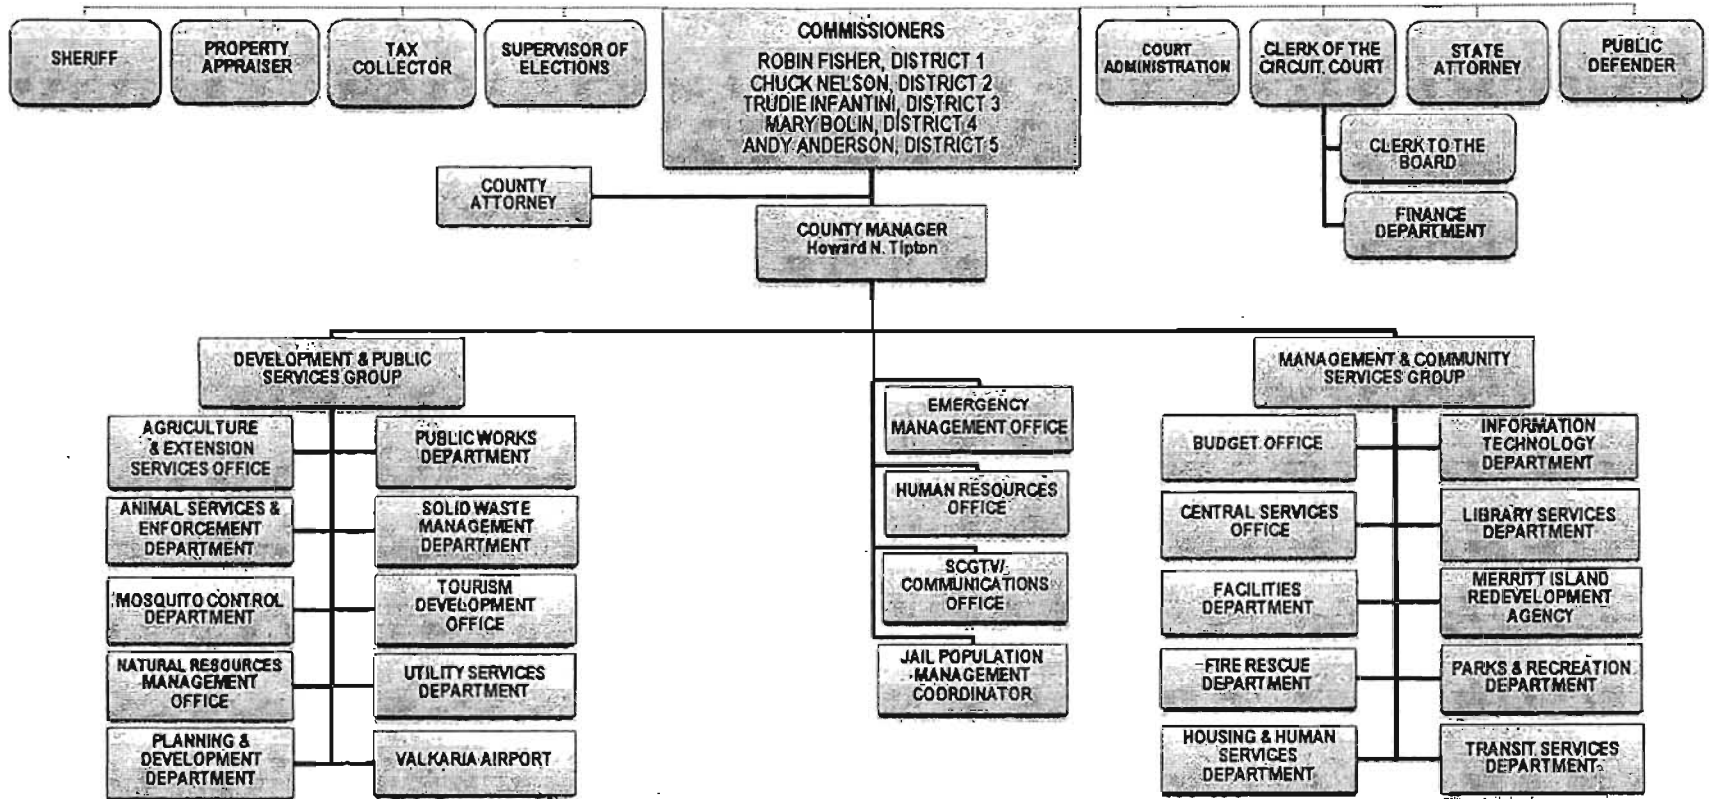 SHERIFF
PROPERTY
APPRAISER
TAX
COLLECTOR
SUPERVISOR OF
ELECTIONS
COMMISSIONERS
ROBIN FISHER, DISTRICT 1
CHUCK NELSON, DISTRICT 2
TRUDIE INFANTINI, DISTRICT 3
MARY BOLIN, DISTRICT 4
ANDY ANDERSON, DISTRICT 5
COURT
ADMINISTRATION
CLERK OF THE
CIRCUIT COURT
STATE
ATTORNEY
PUBLIC
DEFENDER
CLERK TO THE
BOARD
FINANCE
DEPARTMENT
COUNTY
ATTORNEY
COUNTY MANAGER
Howard N. Tipton
DEVELOPMENT & PUBLIC
SERVICES GROUP
AGRICULTURE
& EXTENSION
SERVICES OFFICE
PUBLIC WORKS
DEPARTMENT
ANIMAL SERVICES &
ENFORCEMENT
DEPARTMENT
SOLID WASTE
MANAGEMENT
DEPARTMENT
MOSQUITO CONTROL
DEPARTMENT
TOURISM
DEVELOPMENT
OFFICE
NATURAL RESOURCES
MANAGEMENT
OFFICE
UTILITY SERVICES
DEPARTMENT
PLANNING &
DEVELOPMENT
DEPARTMENT
VALKARIA AIRPORT
EMERGENCY
MANAGEMENT OFFICE
HUMAN RESOURCES
OFFICE
SCGTV/
COMMUNICATIONS
OFFICE
JAIL POPULATION
MANAGEMENT
COORDINATOR
MANAGEMENT & COMMUNITY
SERVICES GROUP
BUDGET OFFICE
INFORMATION
TECHNOLOGY
DEPARTMENT
CENTRAL SERVICES
OFFICE
LIBRARY SERVICES
DEPARTMENT
FACILITIES
DEPARTMENT
MERRITT ISLAND
REDEVELOPMENT
AGENCY
FIRE RESCUE
DEPARTMENT
PARKS & RECREATION
DEPARTMENT
HOUSING & HUMAN
SERVICES
DEPARTMENT
TRANSIT SERVICES
DEPARTMENT